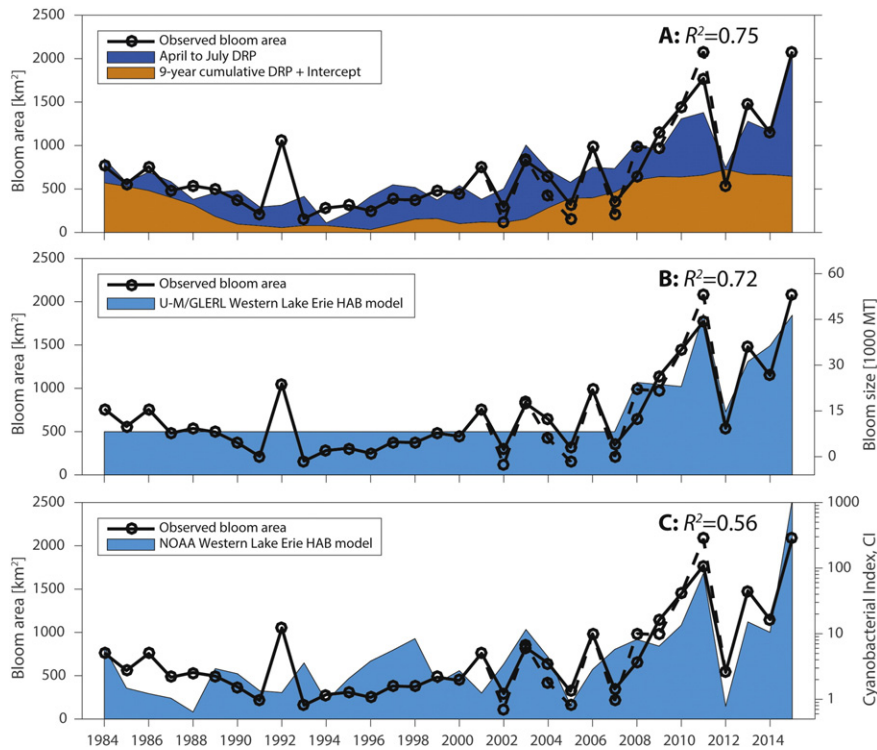 2500
2000
1500
1000
500
0
Bloom area [km²]
Observed bloom area
April to July DRP
9-year cumulative DRP + Intercept
A: R²=0.75
2500
2000
1500
1000
500
0
Bloom area [km²]
Observed bloom area
U-M/GLERL Western Lake Erie HAB model
B: R²=0.72
60
45
30
15
0
Bloom size [1000 MT]
2500
2000
1500
1000
500
0
Bloom area [km²]
Observed bloom area
NOAA Western Lake Erie HAB model
C: R²=0.56
1000
100
10
1
Cyanobacterial Index, CI
1984 1986 1988 1990 1992 1994 1996 1998 2000 2002 2004 2006 2008 2010 2012 2014